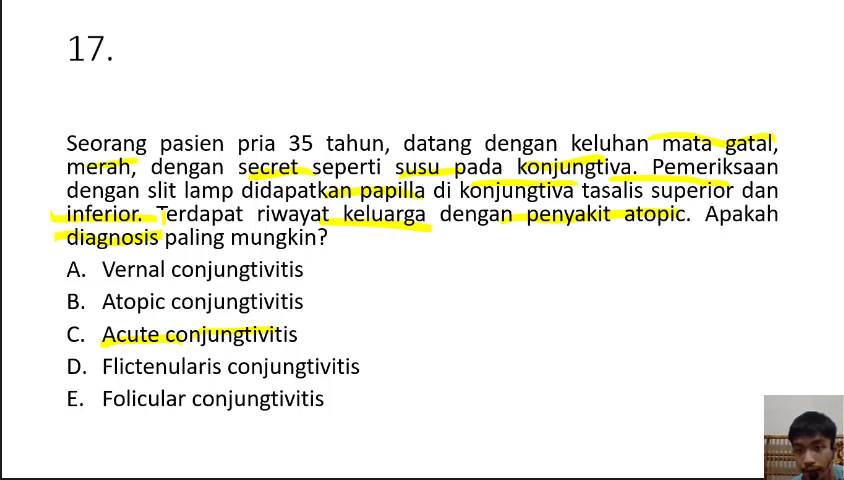 17.
Seorang pasien pria 35 tahun, datang dengan keluhan mata gatal,
merah, dengan secret seperti susu pada konjungtiva. Pemeriksaan
dengan slit lamp didapatkan papilla di konjungtiva tasalis superior dan
inferior. Terdapat riwayat keluarga dengan penyakit atopic. Apakah
diagnosis paling mungkin?
A. Vernal conjungtivitis
B. Atopic conjungtivitis
C. Acute conjungtivitis
D. Flictenularis conjungtivitis
E. Folicular conjungtivitis